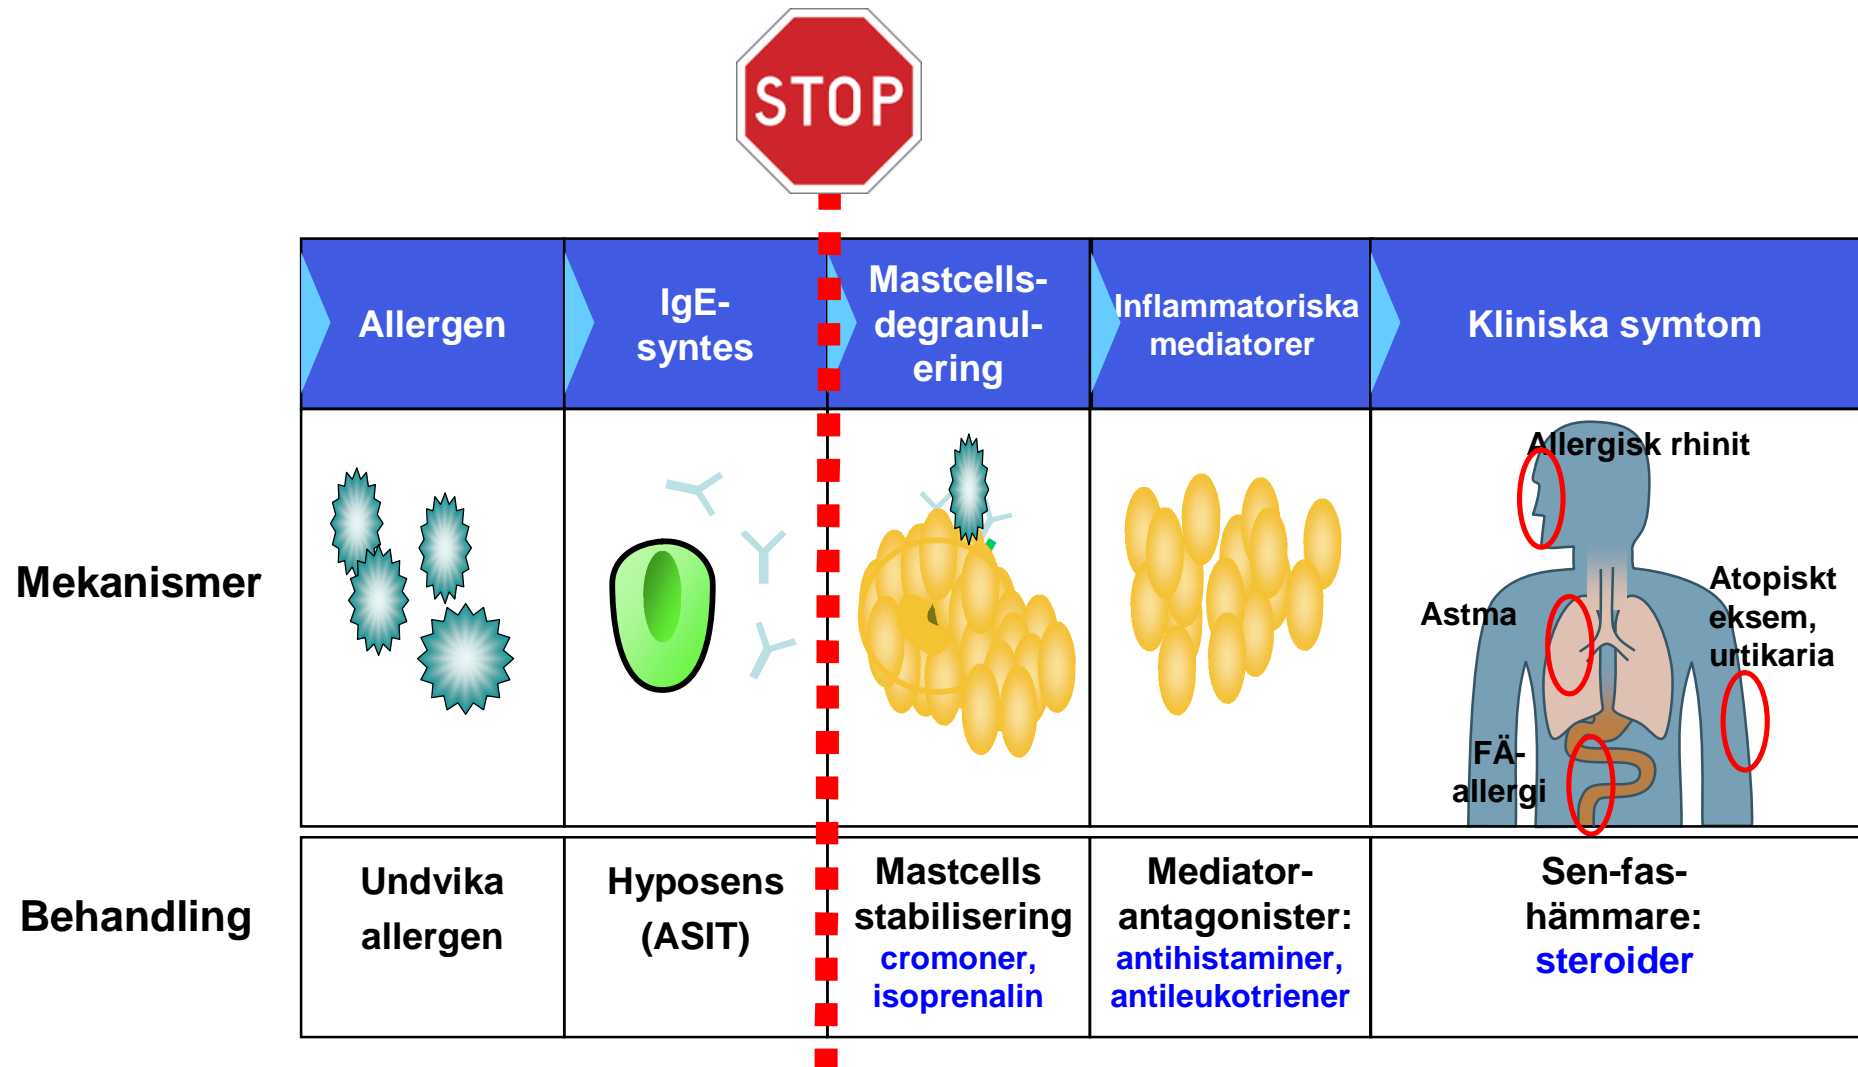 STOP
Allergen
IgE-
syntes
Mastcells-
degranul-
ering
Inflammatoriska
mediatorer
Kliniska symtom
Mekanismer
Allergisk rhinit
Astma
Atopiskt
eksem,
urtikaria
FÄ-
allergi
Behandling
Undvika
allergen
Hyposens
(ASIT)
Mastcells
stabilisering
cromoner,
isoprenalin
Mediator-
antagonister:
antihistaminer,
antileukotriener
Sen-fas-
hämmare:
steroider